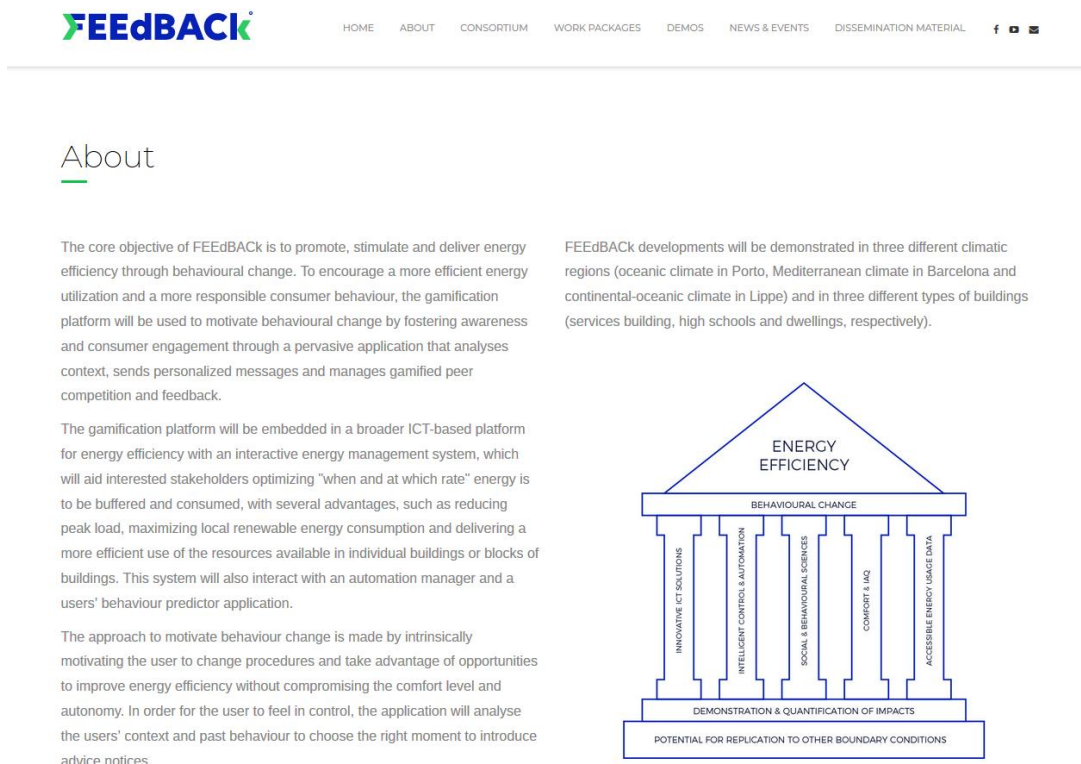 FEEdBACk
HOME ABOUT CONSORTIUM WORK PACKAGES DEMOS NEWS & EVENTS DISSEMINATION MATERIAL
About
The core objective of FEEdBACk is to promote, stimulate and deliver energy
efficiency through behavioural change. To encourage a more efficient energy
utilization and a more responsible consumer behaviour, the gamification
platform will be used to motivate behavioural change by fostering awareness
and consumer engagement through a pervasive application that analyses
context, sends personalized messages and manages gamified peer
competition and feedback.
The gamification platform will be embedded in a broader ICT-based platform
for energy efficiency with an interactive energy management system, which
will aid interested stakeholders optimizing "when and at which rate" energy is
to be buffered and consumed, with several advantages, such as reducing
peak load, maximizing local renewable energy consumption and delivering a
more efficient use of the resources available in individual buildings or blocks of
buildings. This system will also interact with an automation manager and a
users' behaviour predictor application.
The approach to motivate behaviour change is made by intrinsically
motivating the user to change procedures and take advantage of opportunities
to improve energy efficiency without compromising the comfort level and
autonomy. In order for the user to feel in control, the application will analyse
the users' context and past behaviour to choose the right moment to introduce
advice notices.
FEEdBACk developments will be demonstrated in three different climatic
regions (oceanic climate in Porto, Mediterranean climate in Barcelona and
continental-oceanic climate in Lippe) and in three different types of buildings
(services building, high schools and dwellings, respectively).
ENERGY
EFFICIENCY
BEHAVIOURAL CHANGE
INNOVATIVE ICT SOLUTIONS
INTELLIGENT CONTROL & AUTOMATION
SOCIAL & BEHAVIOURAL SCIENCES
COMFORT & IAQ
ACCESSIBLE ENERGY USAGE DATA
DEMONSTRATION & QUANTIFICATION OF IMPACTS
POTENTIAL FOR REPLICATION TO OTHER BOUNDARY CONDITIONS